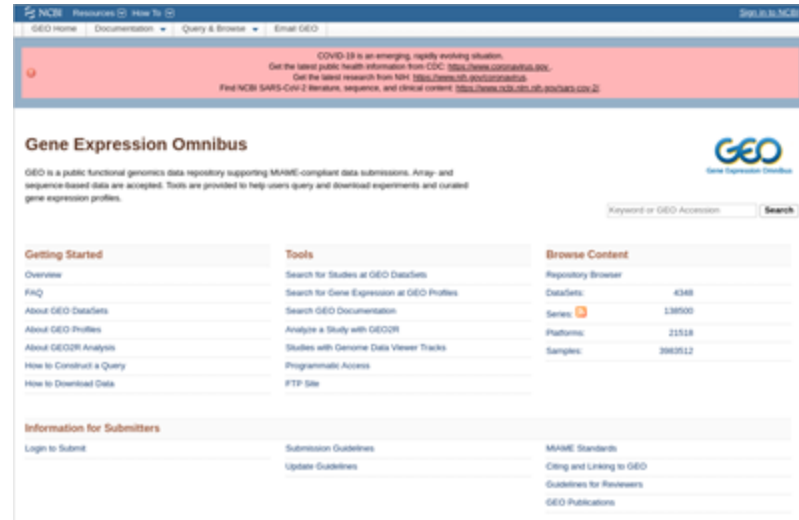 NCBI Resources How To Sign in to NCBI
GEO Home Documentation Query & Browse Email GEO
COVID-19 is an emerging, rapidly evolving situation.
Get the latest public health information from CDC: https://www.coronavirus.gov .
Get the latest research from NIH: https://www.nih.gov/coronavirus.
Find NCBI SARS-CoV-2 literature, sequence, and clinical content: https://www.ncbi.nlm.nih.gov/sars-cov-2/.
Gene Expression Omnibus
GEO
Gene Expression Omnibus
GEO is a public functional genomics data repository supporting MIAME-compliant data submissions. Array- and
sequence-based data are accepted. Tools are provided to help users query and download experiments and curated
gene expression profiles.
Keyword or GEO Accession Search
Getting Started
Overview
FAQ
About GEO DataSets
About GEO Profiles
About GEO2R Analysis
How to Construct a Query
How to Download Data
Tools
Search for Studies at GEO DataSets
Search for Gene Expression at GEO Profiles
Search GEO Documentation
Analyze a Study with GEO2R
Studies with Genome Data Viewer Tracks
Programmatic Access
FTP Site
Browse Content
Repository Browser
DataSets: 4348
Series: 138500
Platforms: 21518
Samples: 3983512
Information for Submitters
Login to Submit
Submission Guidelines
Update Guidelines
MIAME Standards
Citing and Linking to GEO
Guidelines for Reviewers
GEO Publications